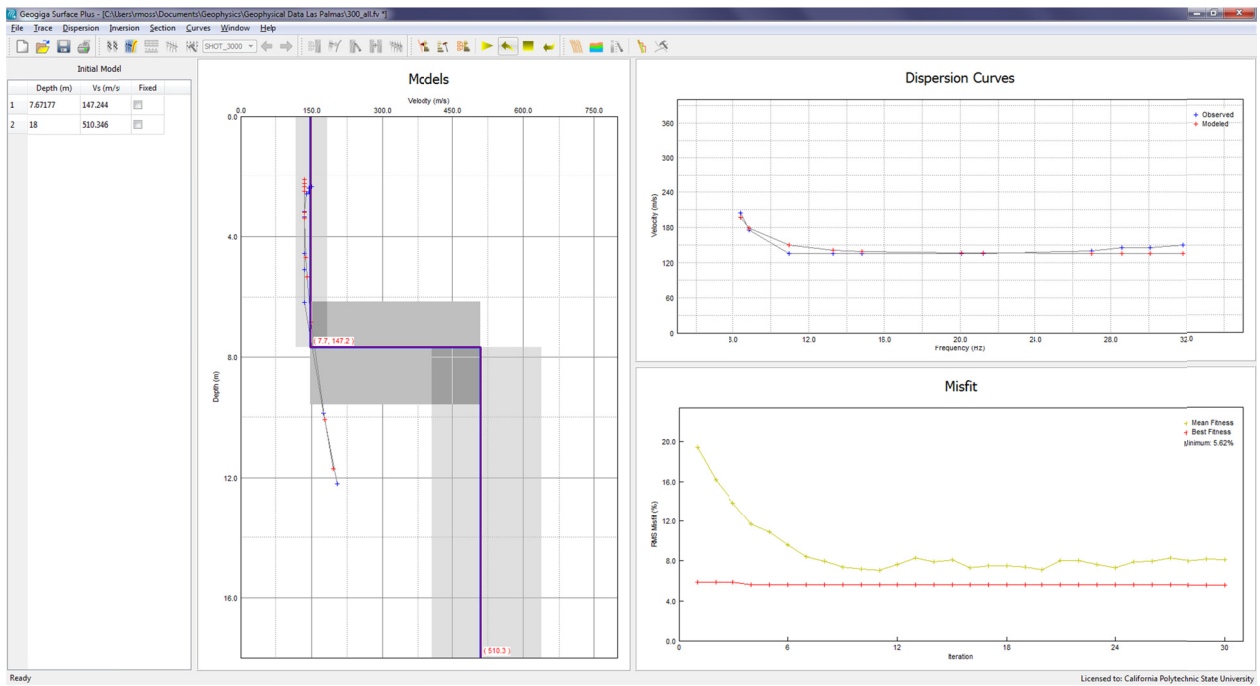 Geogiga Surface Plus - [C:\Users\rmoss\Documents\Geophysics\Geophysical Data Las Palmas\300_all.fv *]
File Trace Dispersion Inversion Section Curves Window Help
SHOT_3000
Initial Model
Depth (m) Vs (m/s Fixed
1 7.67177 147.244
2 18 510.346
Mcdels
Velocity (m/s)
0.0 150.0 300.0 450.0 600.0 750.0
0.0
4.0
8.0
12.0
16.0
Depth (m)
( 7.7; 147.2 )
( 510.3 )
Dispersion Curves
Observed
Modeled
360
300
240
180
120
60
0
Velocity (m/s)
3.0 12.0 16.0 20.0 21.0 28.0 32.0
Frequency (Hz)
Misfit
Mean Fitness
Best Fitness
Minimum: 5.62%
20.0
16.0
12.0
8.0
4.0
0.0
RMS Misfit (%)
0 6 12 18 24 30
Iteration
Ready
Licensed to: California Polytechnic State University